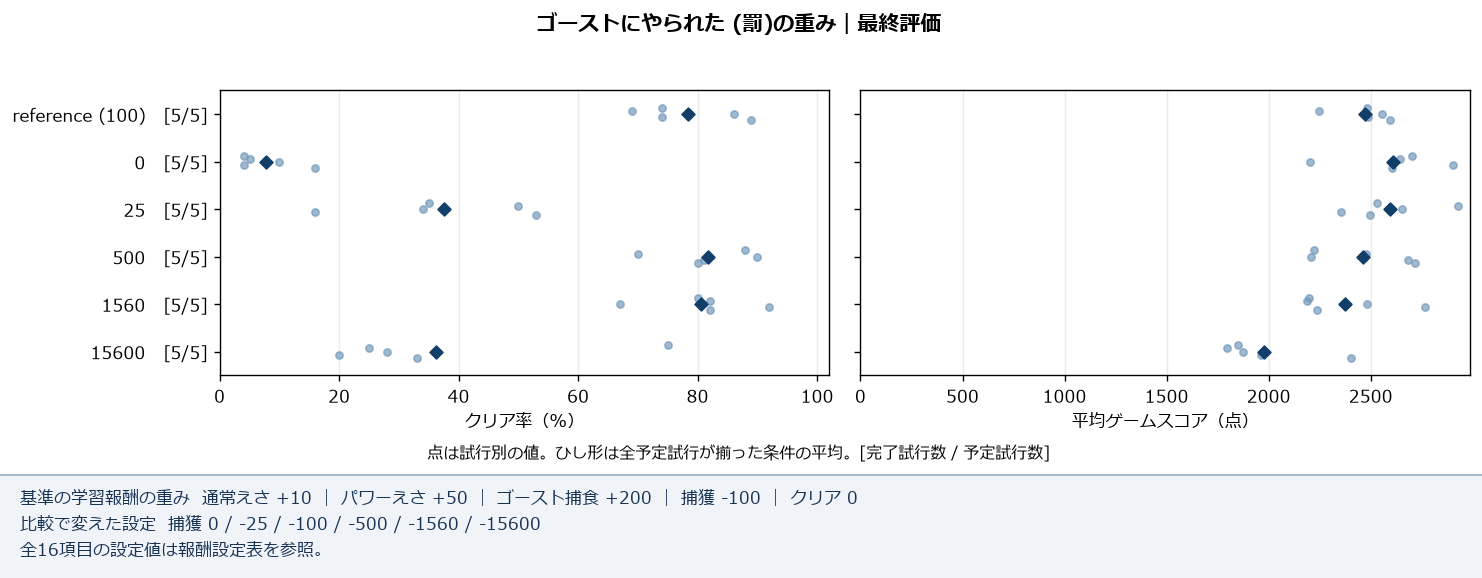 ゴーストにやられた (罰)の重み｜最終評価
reference (100) [5/5]
0 [5/5]
25 [5/5]
500 [5/5]
1560 [5/5]
15600 [5/5]
0 20 40 60 80 100
クリア率（%）
0 500 1000 1500 2000 2500
平均ゲームスコア（点）
点は試行別の値。ひし形は全予定試行が揃った条件の平均。[完了試行数 / 予定試行数]
基準の学習報酬の重み 通常えさ +10 ｜ パワーえさ +50 ｜ ゴースト捕食 +200 ｜ 捕獲 -100 ｜ クリア 0
比較で変えた設定 捕獲 0 / -25 / -100 / -500 / -1560 / -15600
全16項目の設定値は報酬設定表を参照。